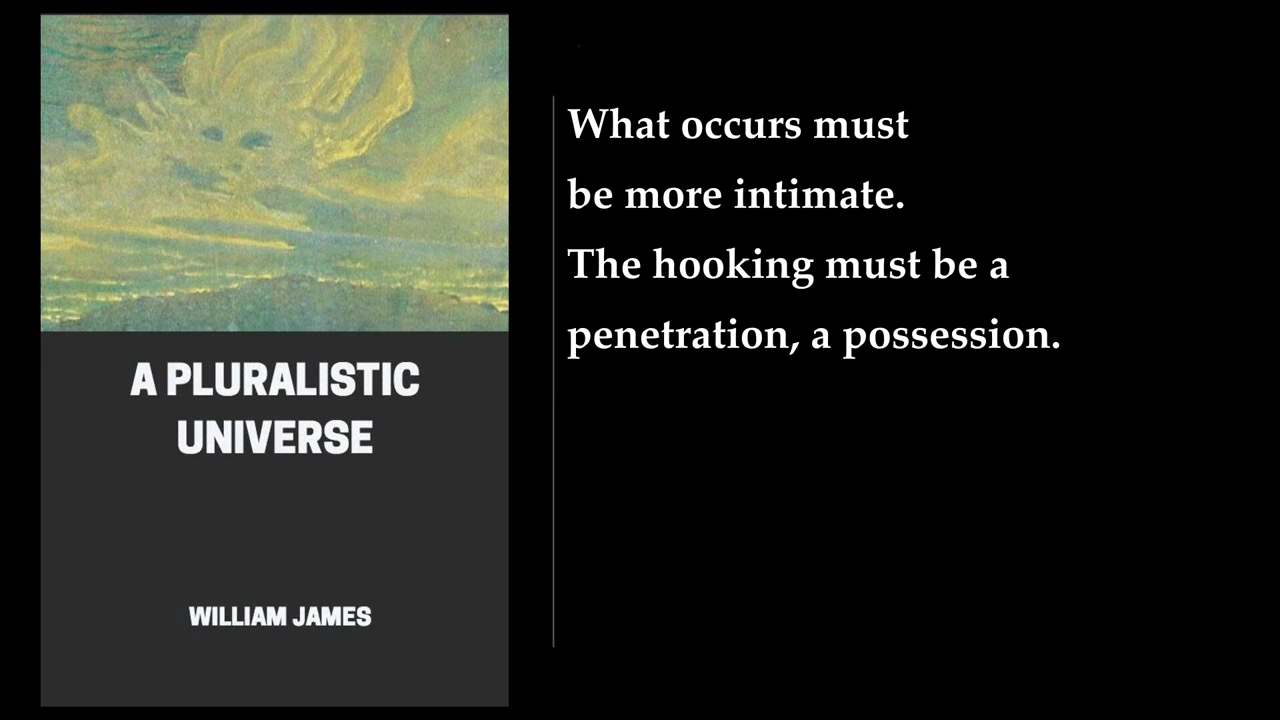 A PLURALISTIC
UNIVERSE
WILLIAM JAMES
What occurs must
be more intimate.
The hooking must be a
penetration, a possession.